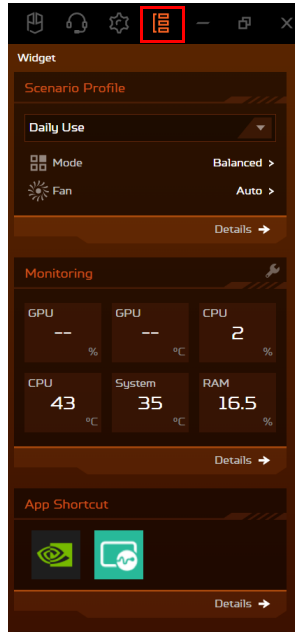 Widget
Scenario Profile
Daily Use
Mode Balanced >
Fan Auto >
Details →
Monitoring
GPU GPU CPU
-- -- 2
% °C %
CPU System RAM
43 35 16.5
°C °C %
Details →
App Shortcut
Details →